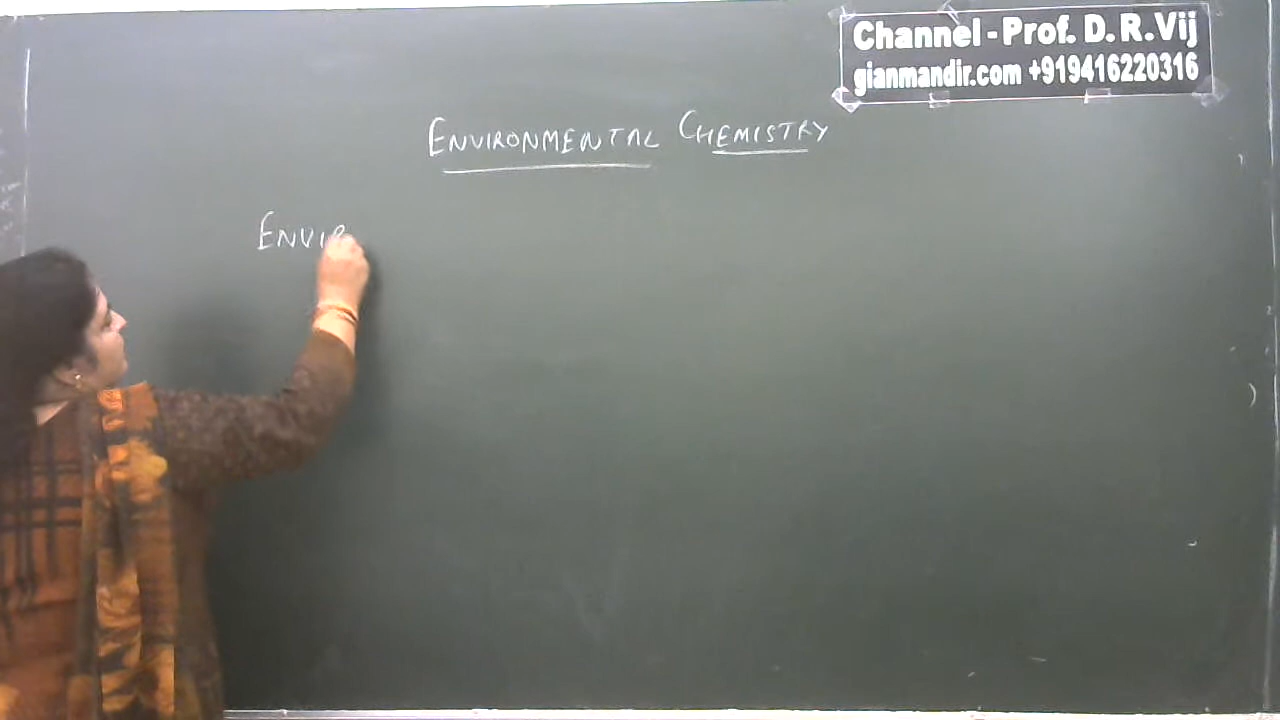 Channel - Prof. D. R. Vij
gianmandir.com +919416220316
ENVIRONMENTAL CHEMISTRY
ENVIR